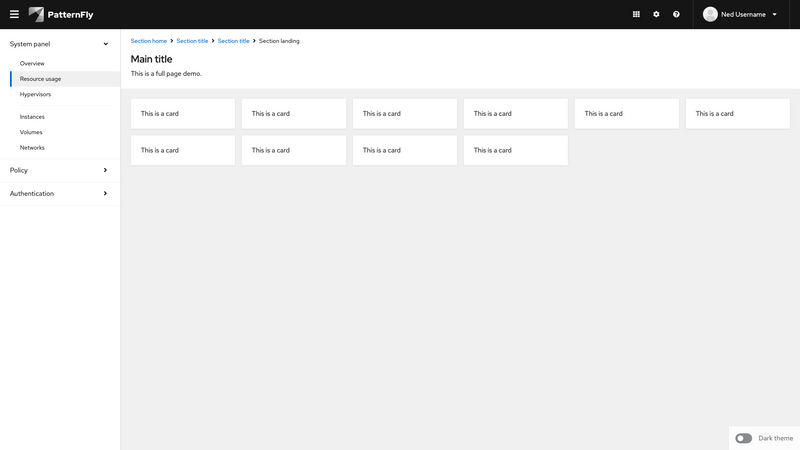 PatternFly
Ned Username
System panel
Overview
Resource usage
Hypervisors
Instances
Volumes
Networks
Policy
Authentication
Section home Section title Section title Section landing
Main title
This is a full page demo.
This is a card This is a card This is a card This is a card This is a card This is a card
This is a card This is a card This is a card This is a card
Dark theme